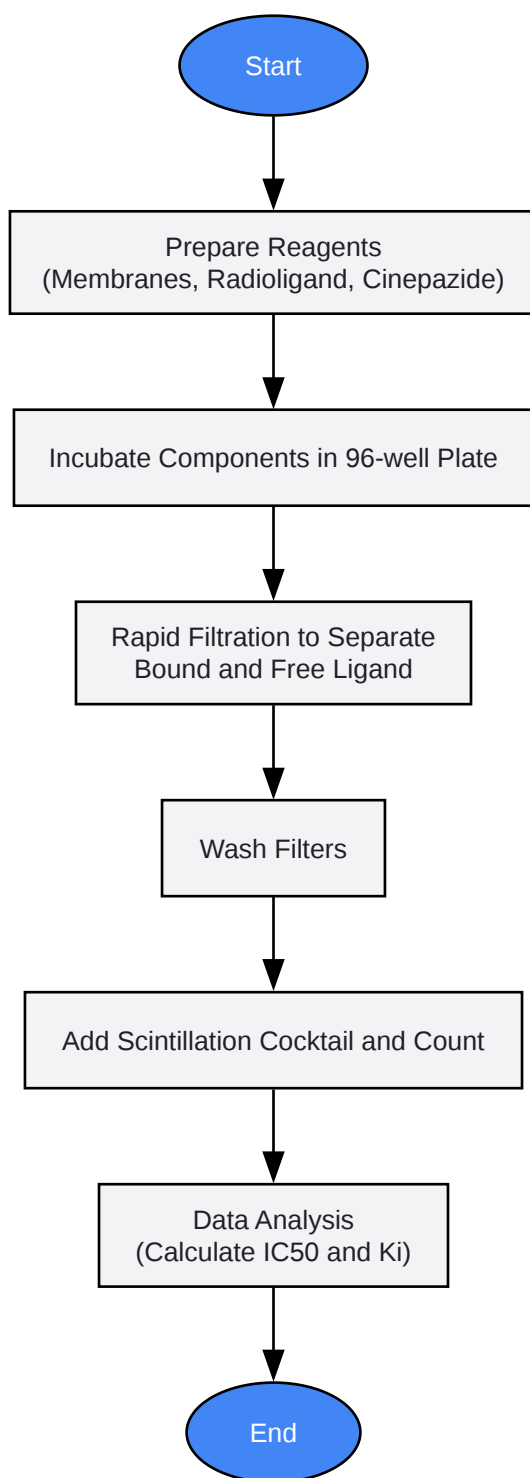 Start
Prepare Reagents
(Membranes, Radioligand, Cinepazide)
Incubate Components in 96-well Plate
Rapid Filtration to Separate
Bound and Free Ligand
Wash Filters
Add Scintillation Cocktail and Count
Data Analysis
(Calculate IC50 and Ki)
End